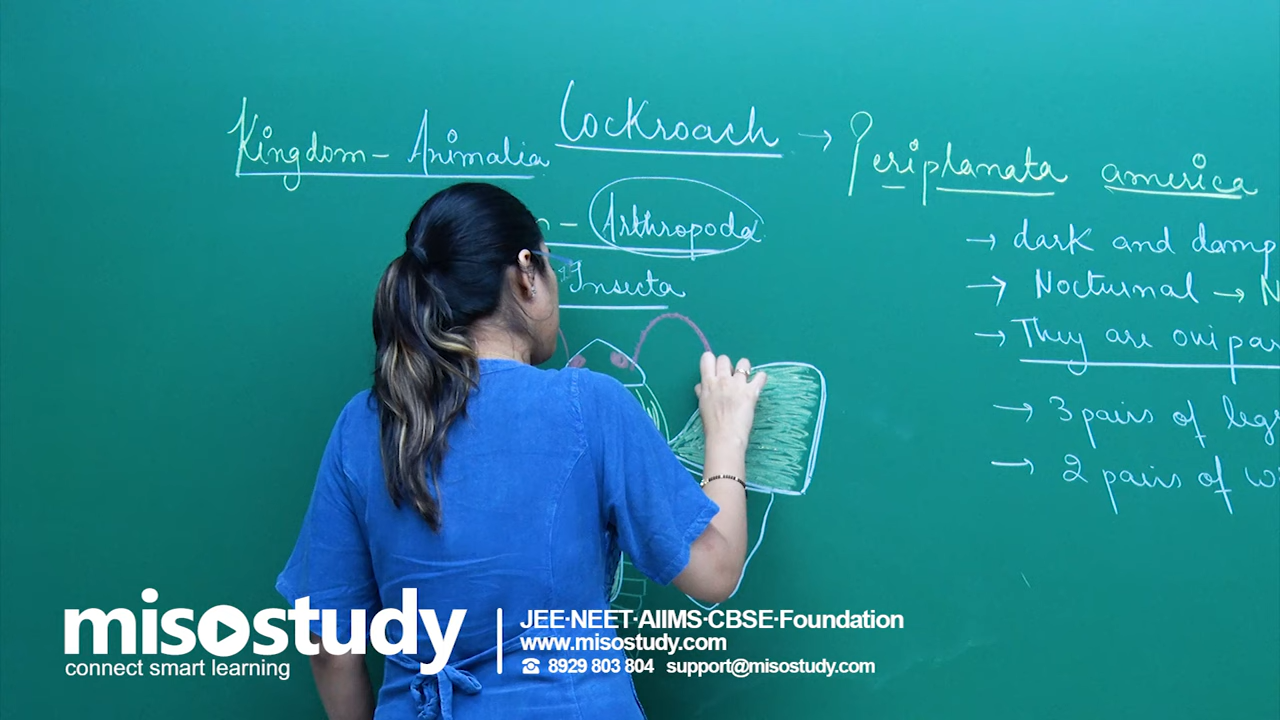 Kingdom - Animalia
Cockroach → Periplanata america
- Arthropoda
Insecta
→ dark and damp
→ Nocturnal → N
→ They are ovipar
→ 3 pairs of legs
→ 2 pairs of w
misostudy
connect smart learning
JEE·NEET·AIIMS·CBSE·Foundation
www.misostudy.com
☎ 8929 803 804 support@misostudy.com